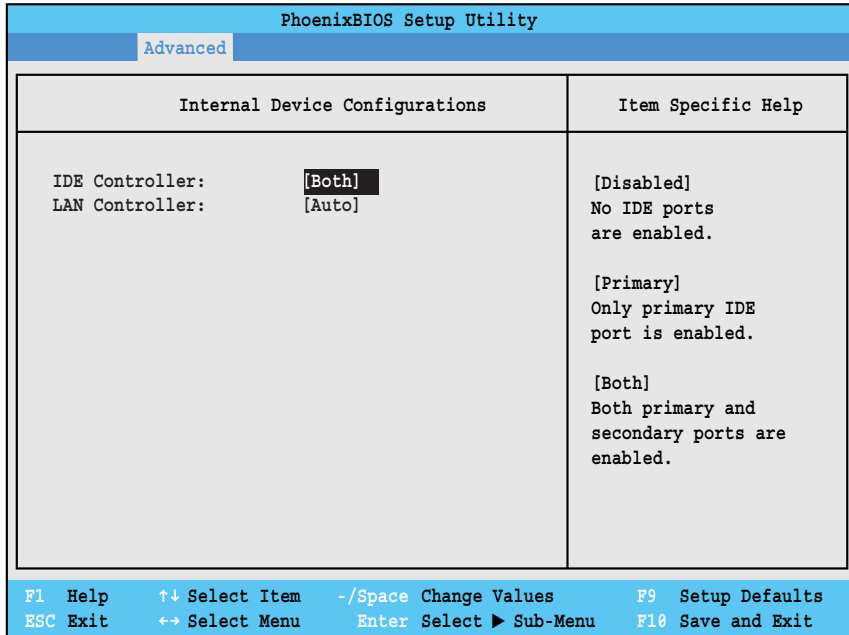 PhoenixBIOS Setup Utility
Advanced
Internal Device Configurations
Item Specific Help
IDE Controller: [Both]
LAN Controller: [Auto]
[Disabled]
No IDE ports
are enabled.
[Primary]
Only primary IDE
port is enabled.
[Both]
Both primary and
secondary ports are
enabled.
F1 Help ↑↓ Select Item -/Space Change Values F9 Setup Defaults
ESC Exit ←→ Select Menu Enter Select ▶ Sub-Menu F10 Save and Exit